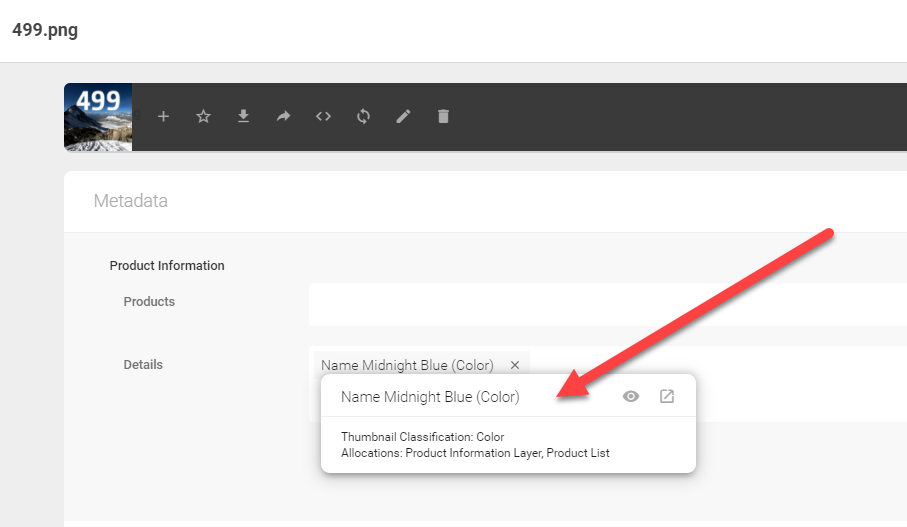 499.png
499
Metadata
Product Information
Products
Details
Name Midnight Blue (Color)
Name Midnight Blue (Color)
Thumbnail Classification: Color
Allocations: Product Information Layer, Product List